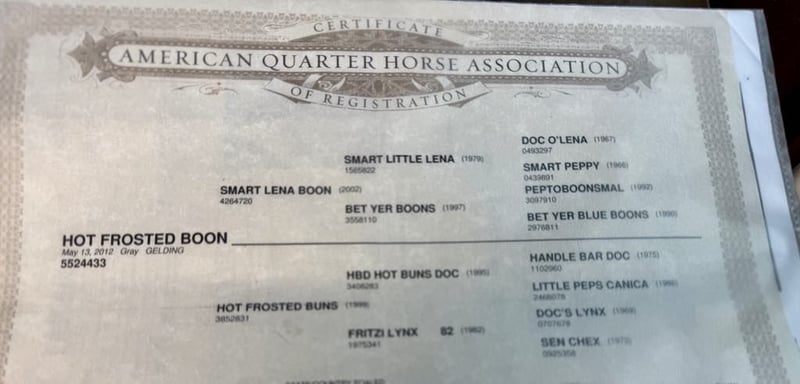 CERTIFICATE
AMERICAN QUARTER HORSE ASSOCIATION
OF REGISTRATION
DOC O'LENA (1967)
0493297
SMART LITTLE LENA (1979)
1565822
SMART PEPPY (1966)
0439891
SMART LENA BOON (2002)
4264720
PEPTOBOONSMAL (1992)
3097910
BET YER BOONS (1997)
3558110
BET YER BLUE BOONS (1990)
2976811
HOT FROSTED BOON
May 13, 2012 Gray GELDING
5524433
HANDLE BAR DOC (1975)
1102960
HBD HOT BUNS DOC (1995)
3406283
LITTLE PEPS CANICA
HOT FROSTED BUNS (1999)
3852831
DOC'S LYNX (1969)
0707678
FRITZI LYNX 82 (1982)
1975341
SEN CHEX
0925358